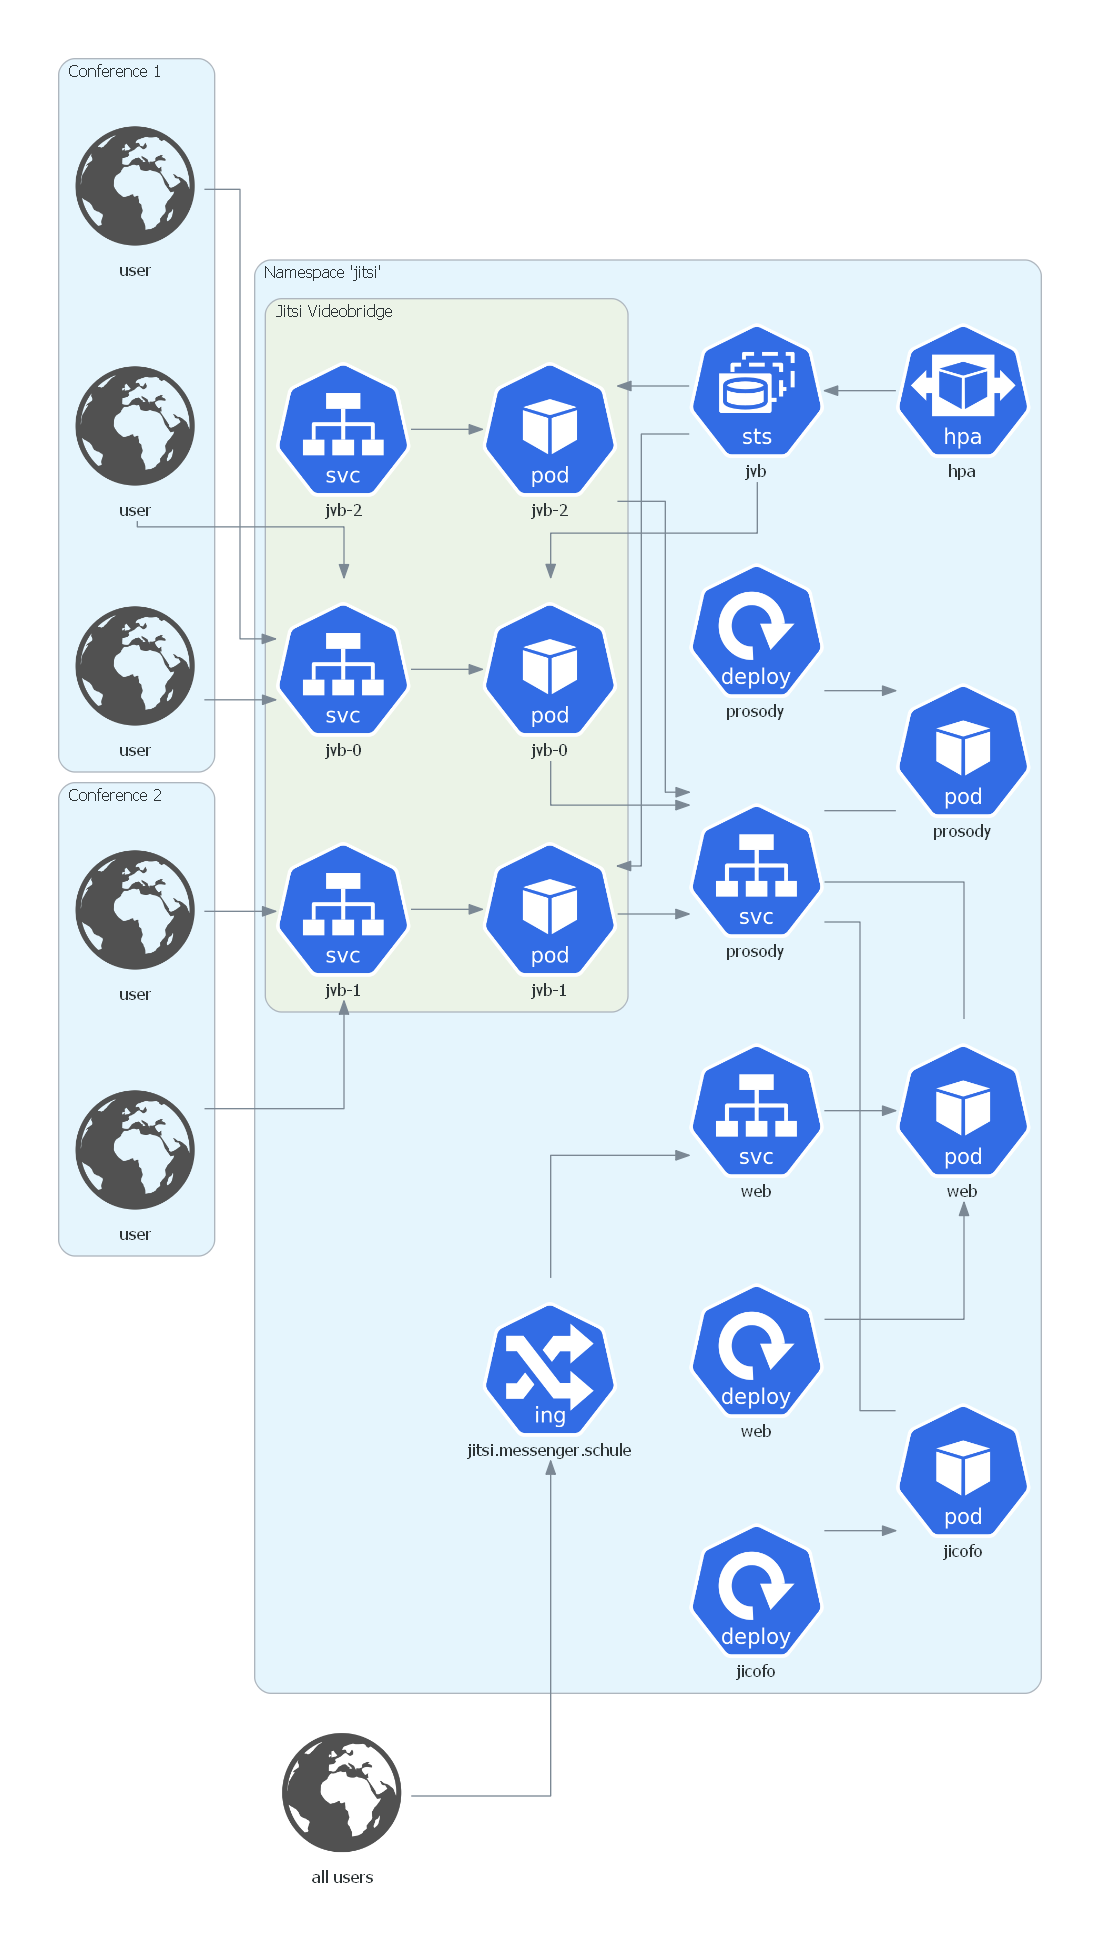 Conference 1
user
Namespace 'jitsi'
Jitsi Videobridge
sts
hpa
jvb
hpa
svc
pod
user
jvb-2
jvb-2
deploy
prosody
svc
pod
user
jvb-0
jvb-0
Conference 2
pod
prosody
svc
prosody
svc
pod
user
jvb-1
jvb-1
svc
pod
web
web
user
deploy
web
ing
jitsi.messenger.schule
pod
jicofo
deploy
jicofo
all users